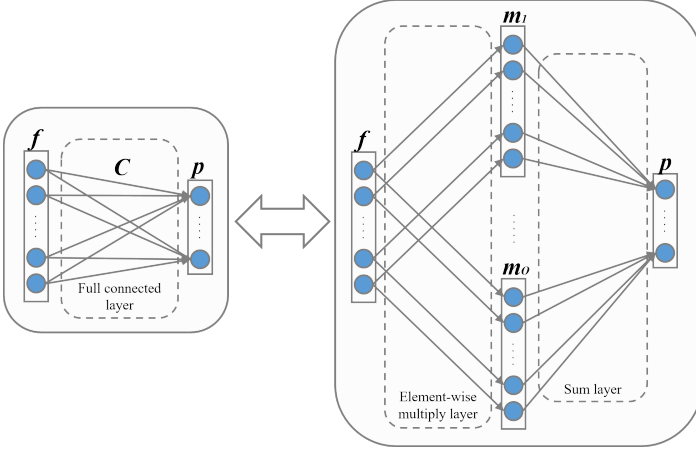 f
C
p
Full connected
layer
f
m1
mO
p
Element-wise
multiply layer
Sum layer